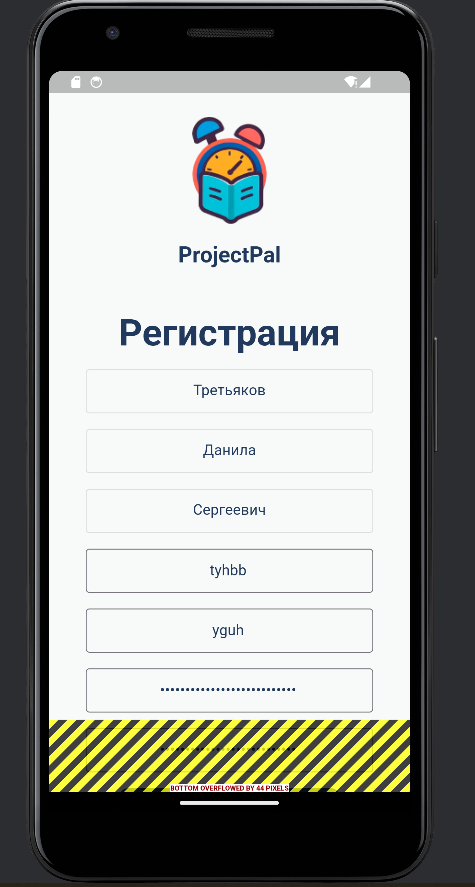 ProjectPal
Регистрация
Третьяков
Данила
Сергеевич
tyhbb
yguh
BOTTOM OVERFLOWED BY 44 PIXELS